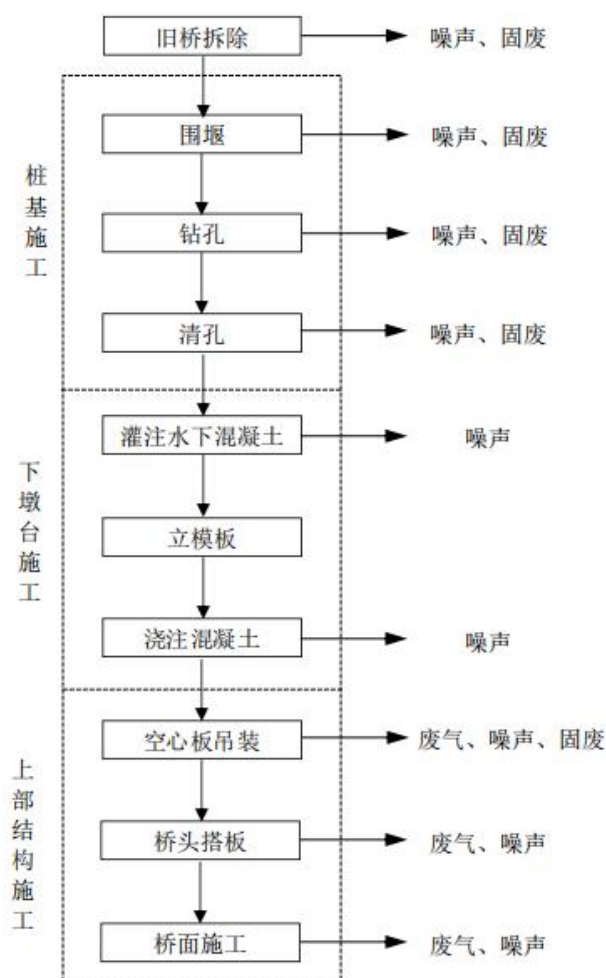 旧桥拆除
噪声、固废
桩基施工
围堰
噪声、固废
钻孔
噪声、固废
清孔
噪声、固废
下墩台施工
灌注水下混凝土
噪声
立模板
浇注混凝土
噪声
上部结构施工
空心板吊装
废气、噪声、固废
桥头搭板
废气、噪声
桥面施工
废气、噪声